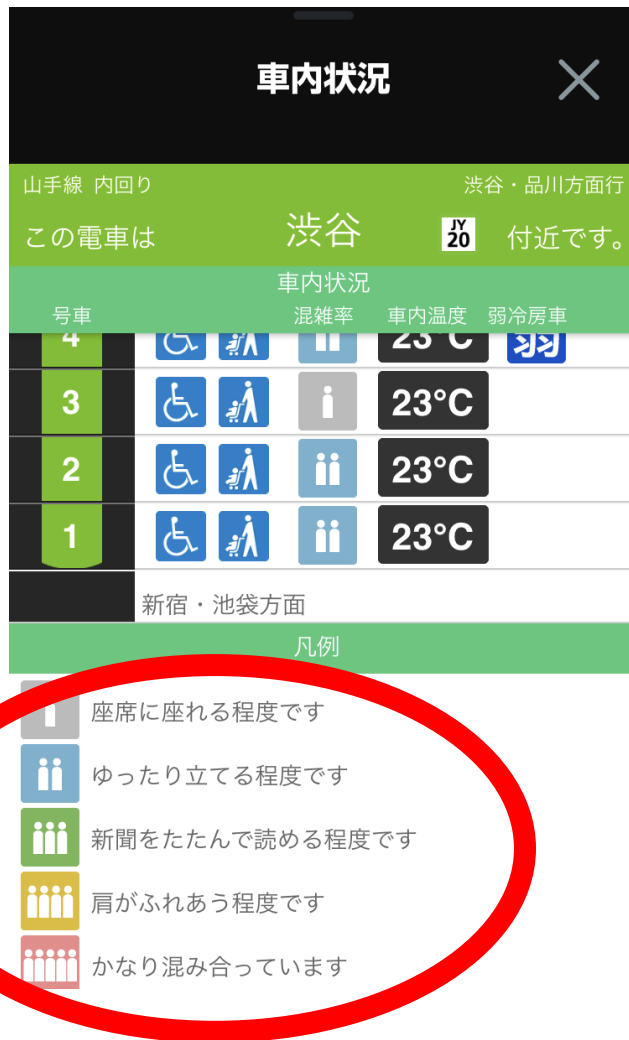 車内状況
山手線 内回り 渋谷・品川方面行
この電車は 渋谷 JY 20 付近です。
車内状況
号車 混雑率 車内温度 弱冷房車
4 23°C 弱
3 23°C
2 23°C
1 23°C
新宿・池袋方面
凡例
座席に座れる程度です
ゆったり立てる程度です
新聞をたたんで読める程度です
肩がふれあう程度です
かなり混み合っています